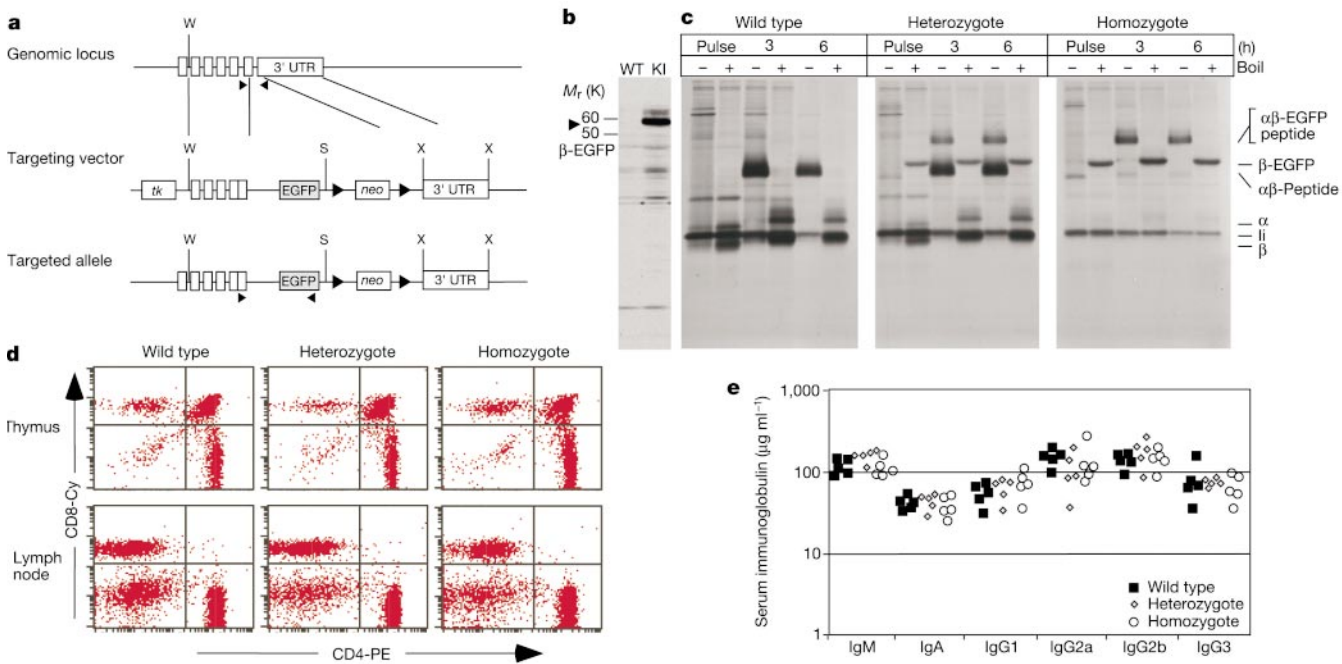 a
W
Genomic locus
3' UTR
W S X X
Targeting vector
tk EGFP neo 3' UTR
W S X X
Targeted allele
EGFP neo 3' UTR
b
WT KI
Mr (K)
60
50
β-EGFP
c
Wild type Heterozygote Homozygote
Pulse 3 6 Pulse 3 6 Pulse 3 6 (h)
– + – + – + – + – + – + – + – + – + Boil
αβ-EGFP
peptide
β-EGFP
αβ-Peptide
α
Ii
β
d
Wild type Heterozygote Homozygote
Thymus
CD8-Cy
Lymph
node
CD4-PE
e
Serum immunoglobulin (µg ml⁻¹)
1,000
100
10
1
Wild type
Heterozygote
Homozygote
IgM IgA IgG1 IgG2a IgG2b IgG3